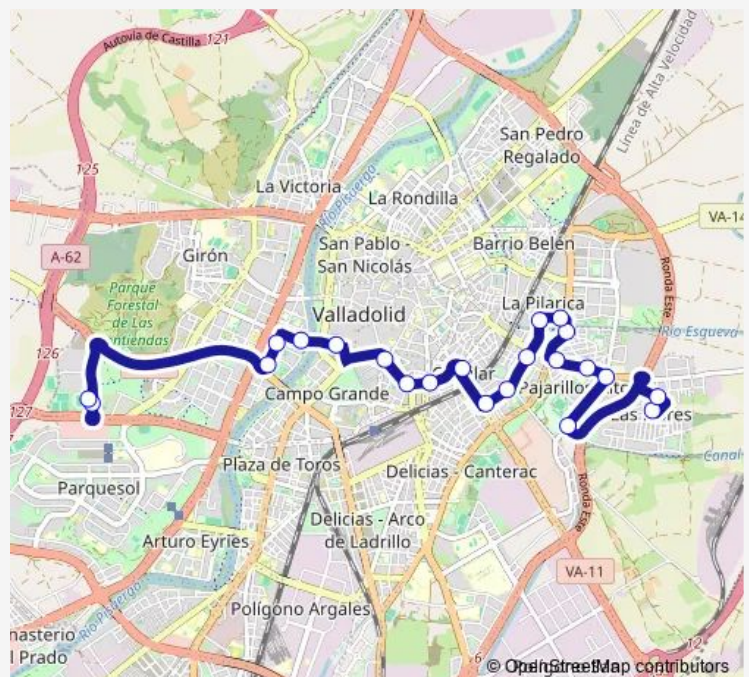 Autovía de Castilla
121
Línea de Alta Velocidad
San Pedro
Regalado
125
La Victoria
Río Pisuerga
La Rondilla
VA-14
A-62
Girón
San Pablo -
San Nicolás
Barrio Belén
Ronda Este
Parque
Forestal
de Las
Valladolid
La Pilarica
Río Esgueva
126
Campo Grande
127
Plaza de Toros
Delicias - Canterac
Canal
Parquesol
Ronda Este
Delicias - Arco
de Ladrillo
Arturo Eyries
VA-11
Río Pisuerga
Polígono Argales
12
l Prado
6
© OpenStreetMap contributors